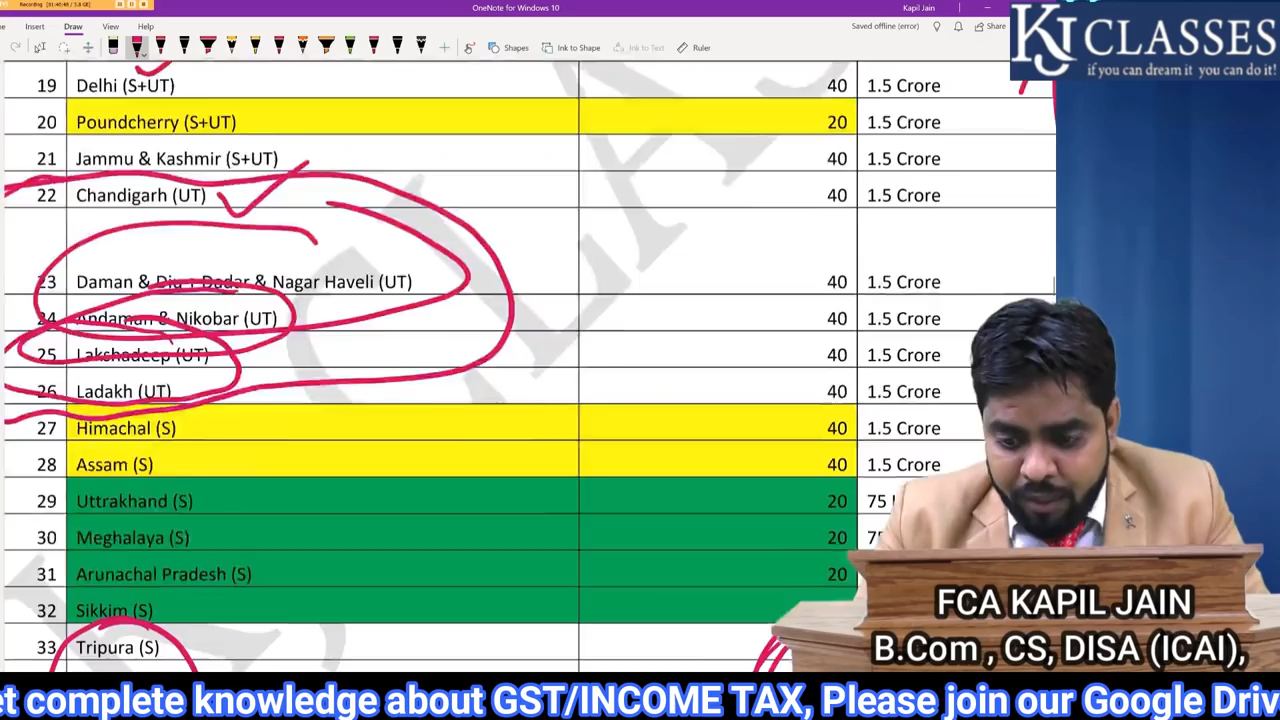 Recording
OneNote for Windows 10
Kapil Jain
Insert Draw View Help
Saved offline (error) Share
Shapes Ink to Shape Ink to Text Ruler
KJ CLASSES
if you can dream it you can do it!
19 Delhi (S+UT) 40 1.5 Crore
20 Poundcherry (S+UT) 20 1.5 Crore
21 Jammu & Kashmir (S+UT) 40 1.5 Crore
22 Chandigarh (UT) 40 1.5 Crore
23 Daman & Diu + Dadar & Nagar Haveli (UT) 40 1.5 Crore
24 Andaman & Nikobar (UT) 40 1.5 Crore
25 Lakshadeep (UT) 40 1.5 Crore
26 Ladakh (UT) 40 1.5 Crore
27 Himachal (S) 40 1.5 Crore
28 Assam (S) 40 1.5 Crore
29 Uttrakhand (S) 20 75
30 Meghalaya (S) 20
31 Arunachal Pradesh (S) 20
32 Sikkim (S)
33 Tripura (S)
FCA KAPIL JAIN
B.Com , CS, DISA (ICAI),
complete knowledge about GST/INCOME TAX, Please join our Google Driv